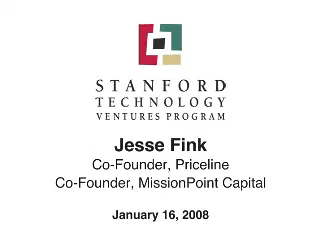 STANFORD
TECHNOLOGY
VENTURES PROGRAM
Jesse Fink
Co-Founder, Priceline
Co-Founder, MissionPoint Capital
January 16, 2008